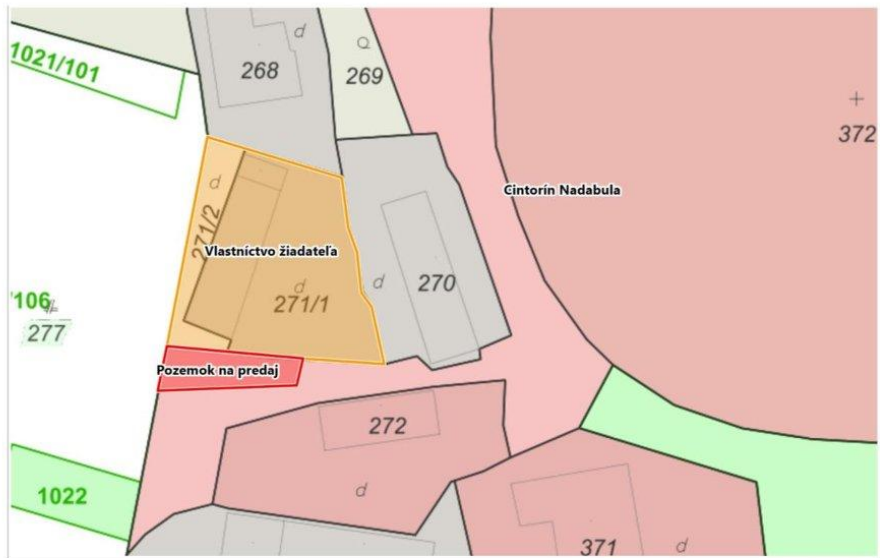 1021/101
268
d
269
372
Cintorín Nadabula
d
271/2
Vlastníctvo žiadateľa
d
271/1
d
270
/106
277
Pozemok na predaj
272
1022
d
371
d